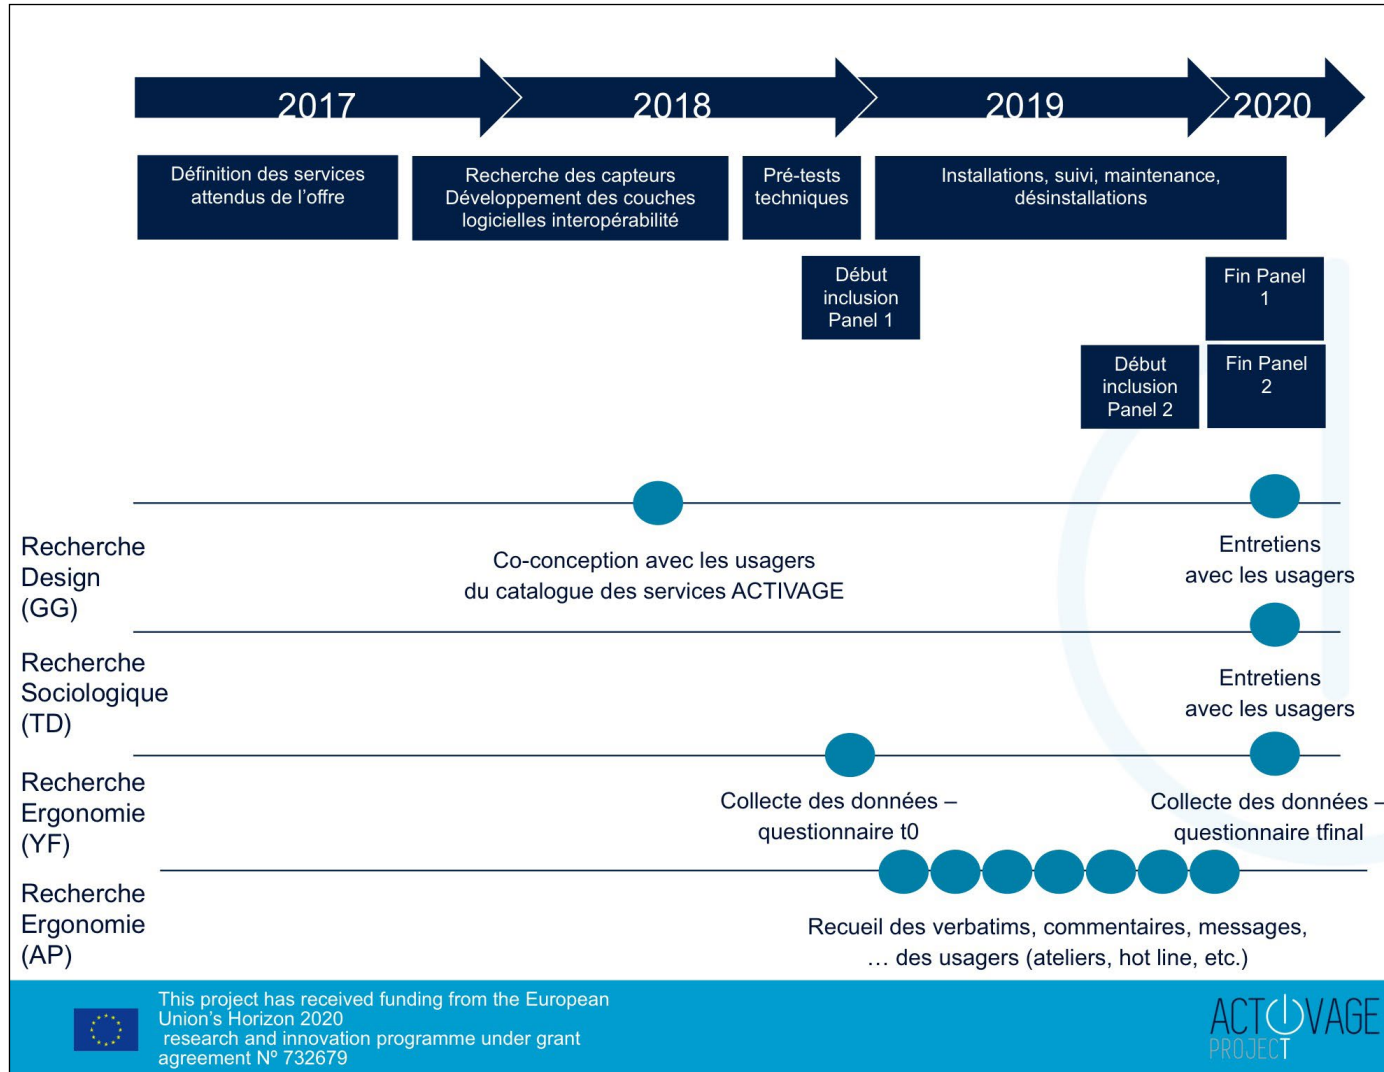 2017
2018
2019
2020
Définition des services
attendus de l’offre
Recherche des capteurs
Développement des couches
logicielles interopérabilité
Pré-tests
techniques
Installations, suivi, maintenance,
désinstallations
Début
inclusion
Panel 1
Fin Panel
1
Début
inclusion
Panel 2
Fin Panel
2
Recherche
Design
(GG)
Co-conception avec les usagers
du catalogue des services ACTIVAGE
Entretiens
avec les usagers
Recherche
Sociologique
(TD)
Entretiens
avec les usagers
Recherche
Ergonomie
(YF)
Collecte des données –
questionnaire t0
Collecte des données –
questionnaire tfinal
Recherche
Ergonomie
(AP)
Recueil des verbatims, commentaires, messages,
… des usagers (ateliers, hot line, etc.)
This project has received funding from the European
Union’s Horizon 2020
research and innovation programme under grant
agreement Nº 732679
ACTIVAGE
PROJECT